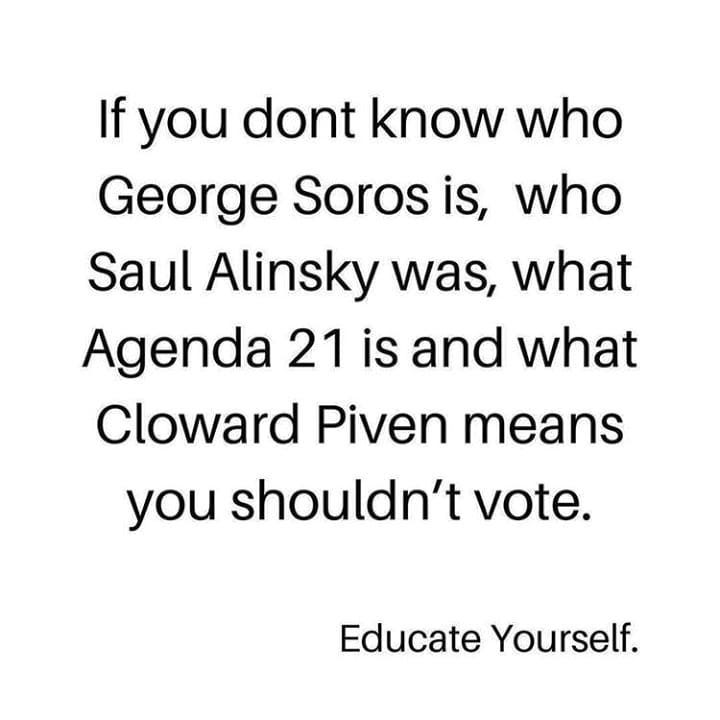 If you dont know who
George Soros is,  who
Saul Alinsky was, what
Agenda 21 is and what
Cloward Piven means
you shouldn’t vote.
Educate Yourself.